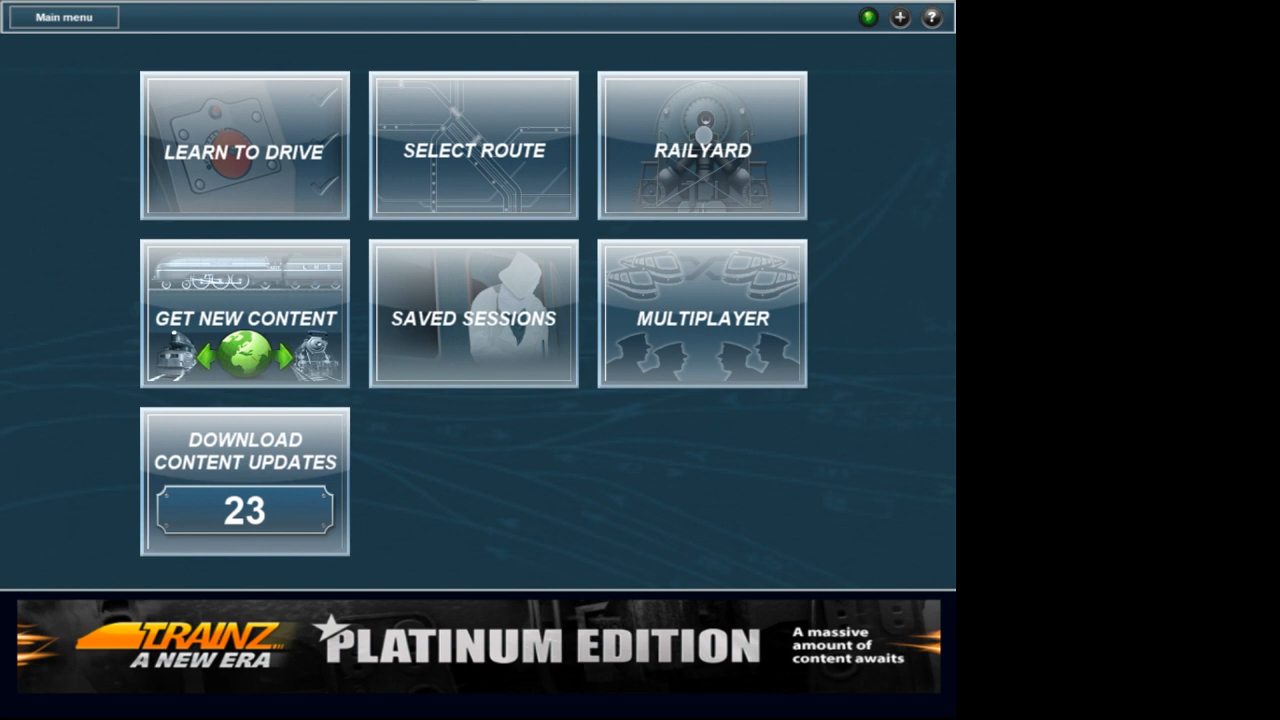 Main menu
?
LEARN TO DRIVE
SELECT ROUTE
RAILYARD
GET NEW CONTENT
SAVED SESSIONS
MULTIPLAYER
DOWNLOAD
CONTENT UPDATES
23
TRAINZ
A NEW ERA
PLATINUM EDITION
A massive
amount of
content awaits